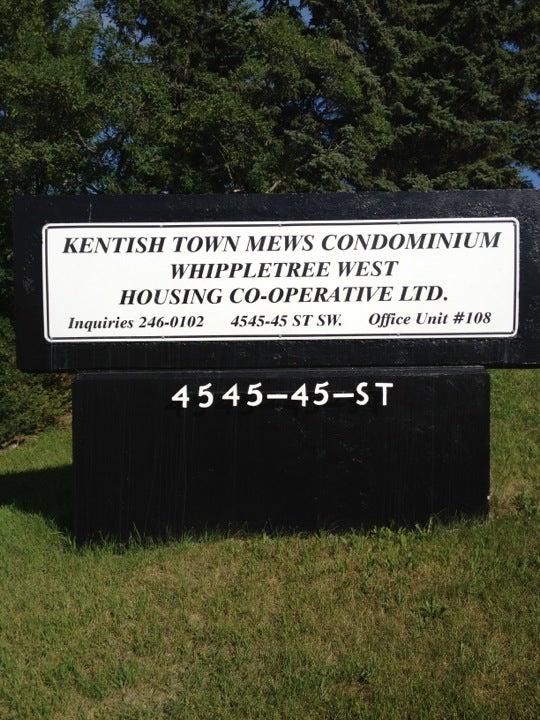 KENTISH TOWN MEWS CONDOMINIUM
WHIPPLETREE WEST
HOUSING CO-OPERATIVE LTD.
Inquiries 246-0102 4545-45 ST SW. Office Unit #108
4545-45-ST